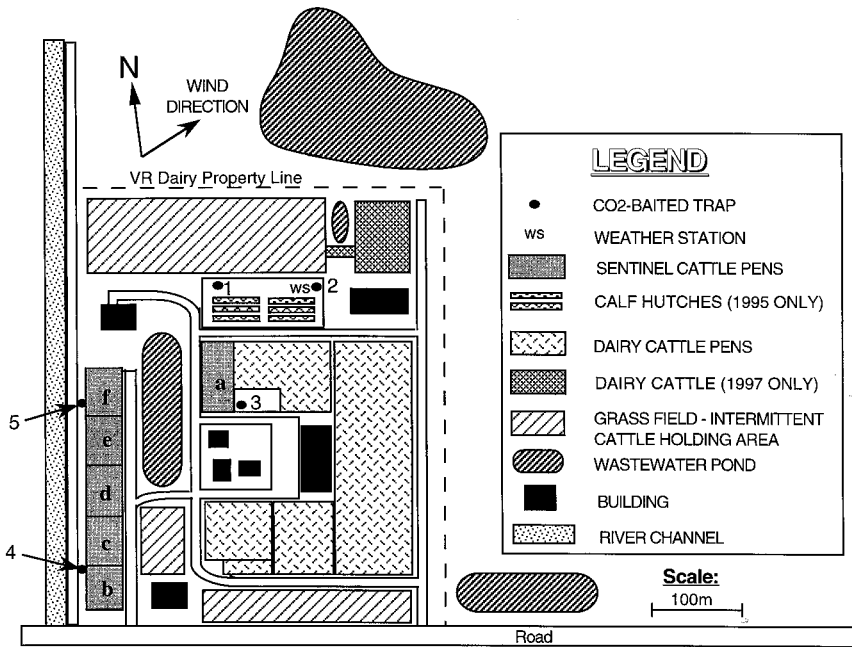 N
WIND
DIRECTION
VR Dairy Property Line
1
ws 2
a
3
5
f
e
d
c
4
b
LEGEND
CO2-BAITED TRAP
ws WEATHER STATION
SENTINEL CATTLE PENS
CALF HUTCHES (1995 ONLY)
DAIRY CATTLE PENS
DAIRY CATTLE (1997 ONLY)
GRASS FIELD - INTERMITTENT
CATTLE HOLDING AREA
WASTEWATER POND
BUILDING
RIVER CHANNEL
Scale:
100m
Road